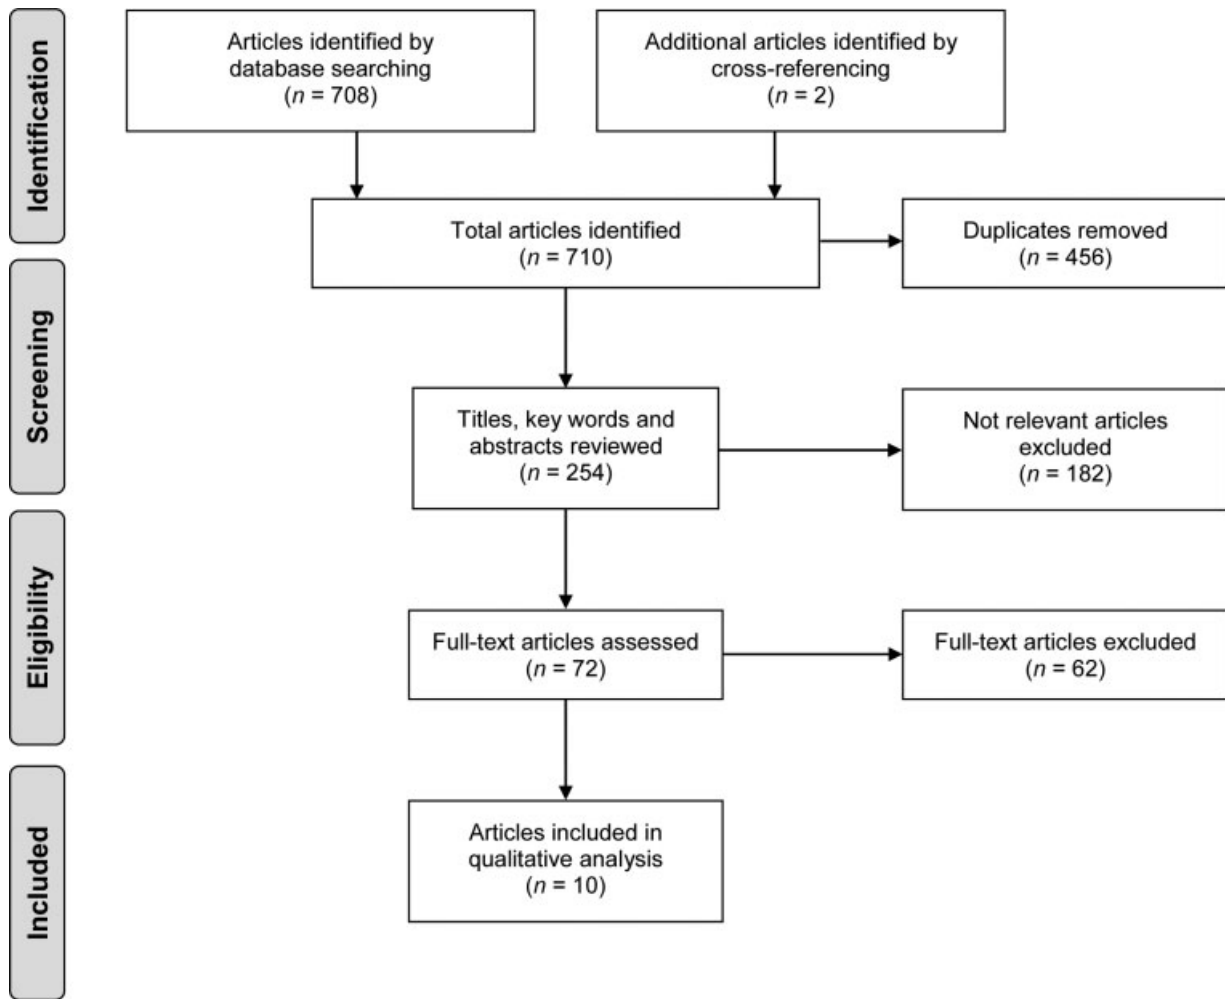 Identification
Articles identified by
database searching
(n = 708)
Additional articles identified by
cross-referencing
(n = 2)
Total articles identified
(n = 710)
Duplicates removed
(n = 456)
Screening
Titles, key words and
abstracts reviewed
(n = 254)
Not relevant articles
excluded
(n = 182)
Eligibility
Full-text articles assessed
(n = 72)
Full-text articles excluded
(n = 62)
Included
Articles included in
qualitative analysis
(n = 10)